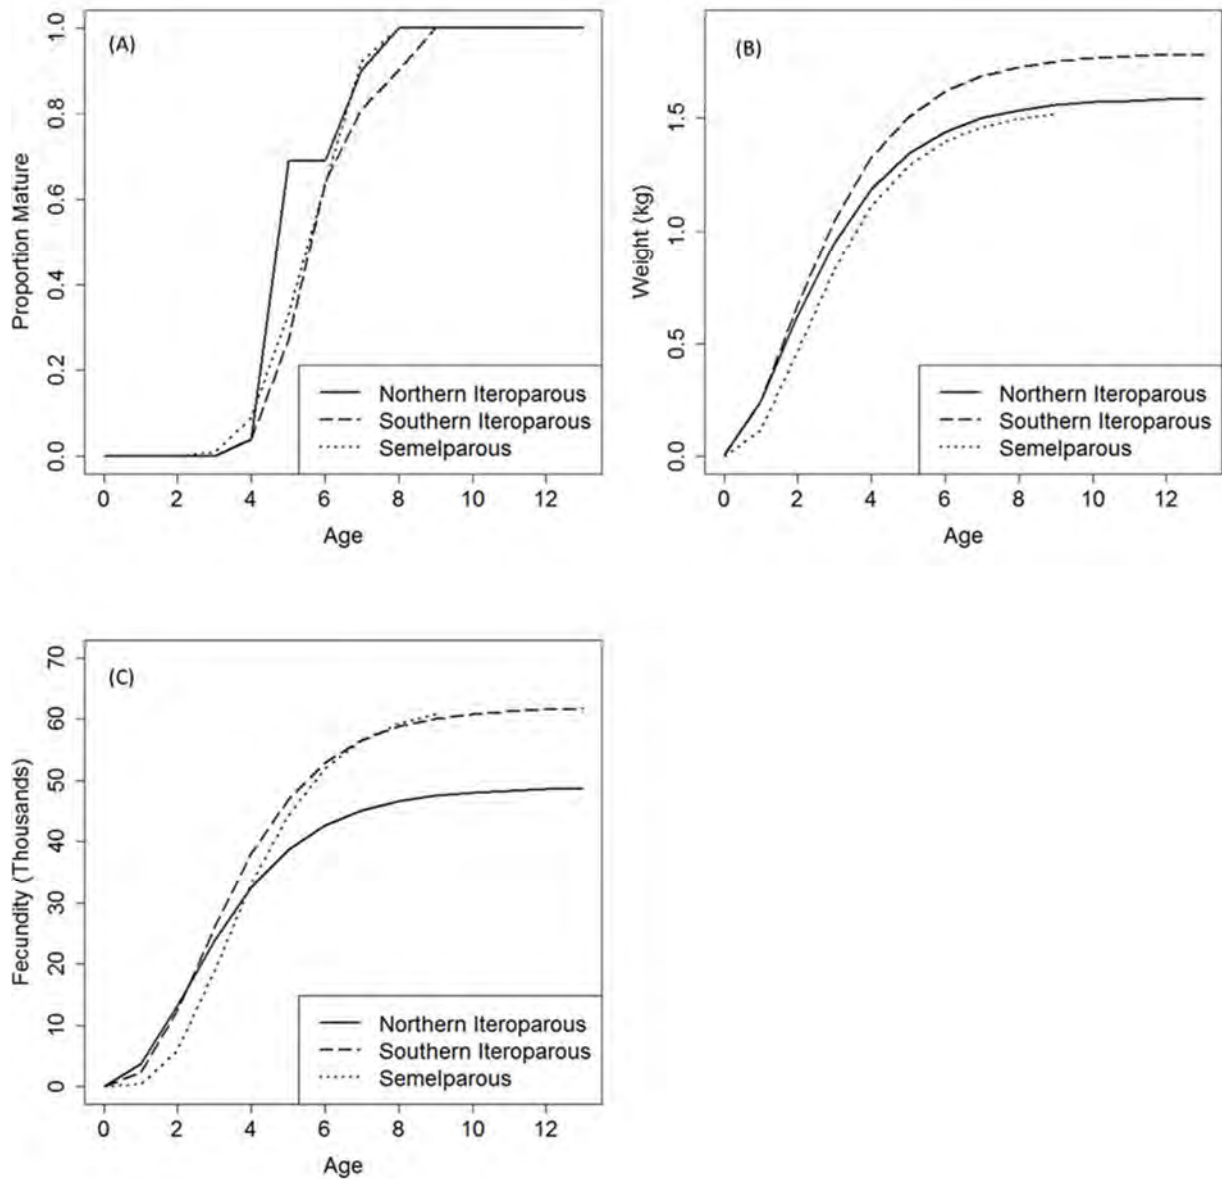 (A)
Proportion Mature
1.0
0.8
0.6
0.4
0.2
0.0
Northern Iteroparous
Southern Iteroparous
Semelparous
0 2 4 6 8 10 12
Age
(B)
Weight (kg)
1.5
1.0
0.5
0.0
Northern Iteroparous
Southern Iteroparous
Semelparous
0 2 4 6 8 10 12
Age
(C)
Fecundity (Thousands)
70
60
50
40
30
20
10
0
Northern Iteroparous
Southern Iteroparous
Semelparous
0 2 4 6 8 10 12
Age